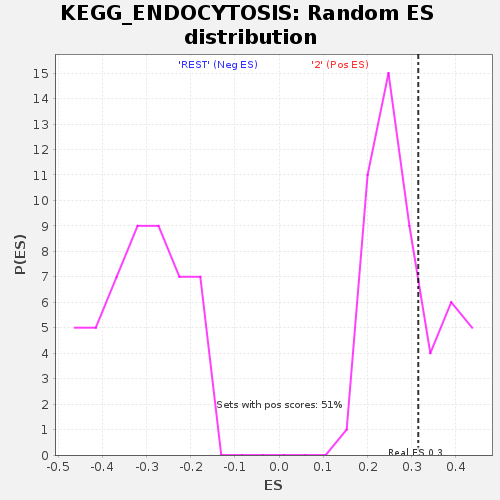 KEGG_ENDOCYTOSIS: Random ES
distribution
'REST' (Neg ES) '2' (Pos ES)
15
14
13
12
11
10
9
8
7
6
5
4
3
2
1
0
P(ES)
Sets with pos scores: 51%
Real ES 0.3
-0.5 -0.4 -0.3 -0.2 -0.1 0.0 0.1 0.2 0.3 0.4
ES